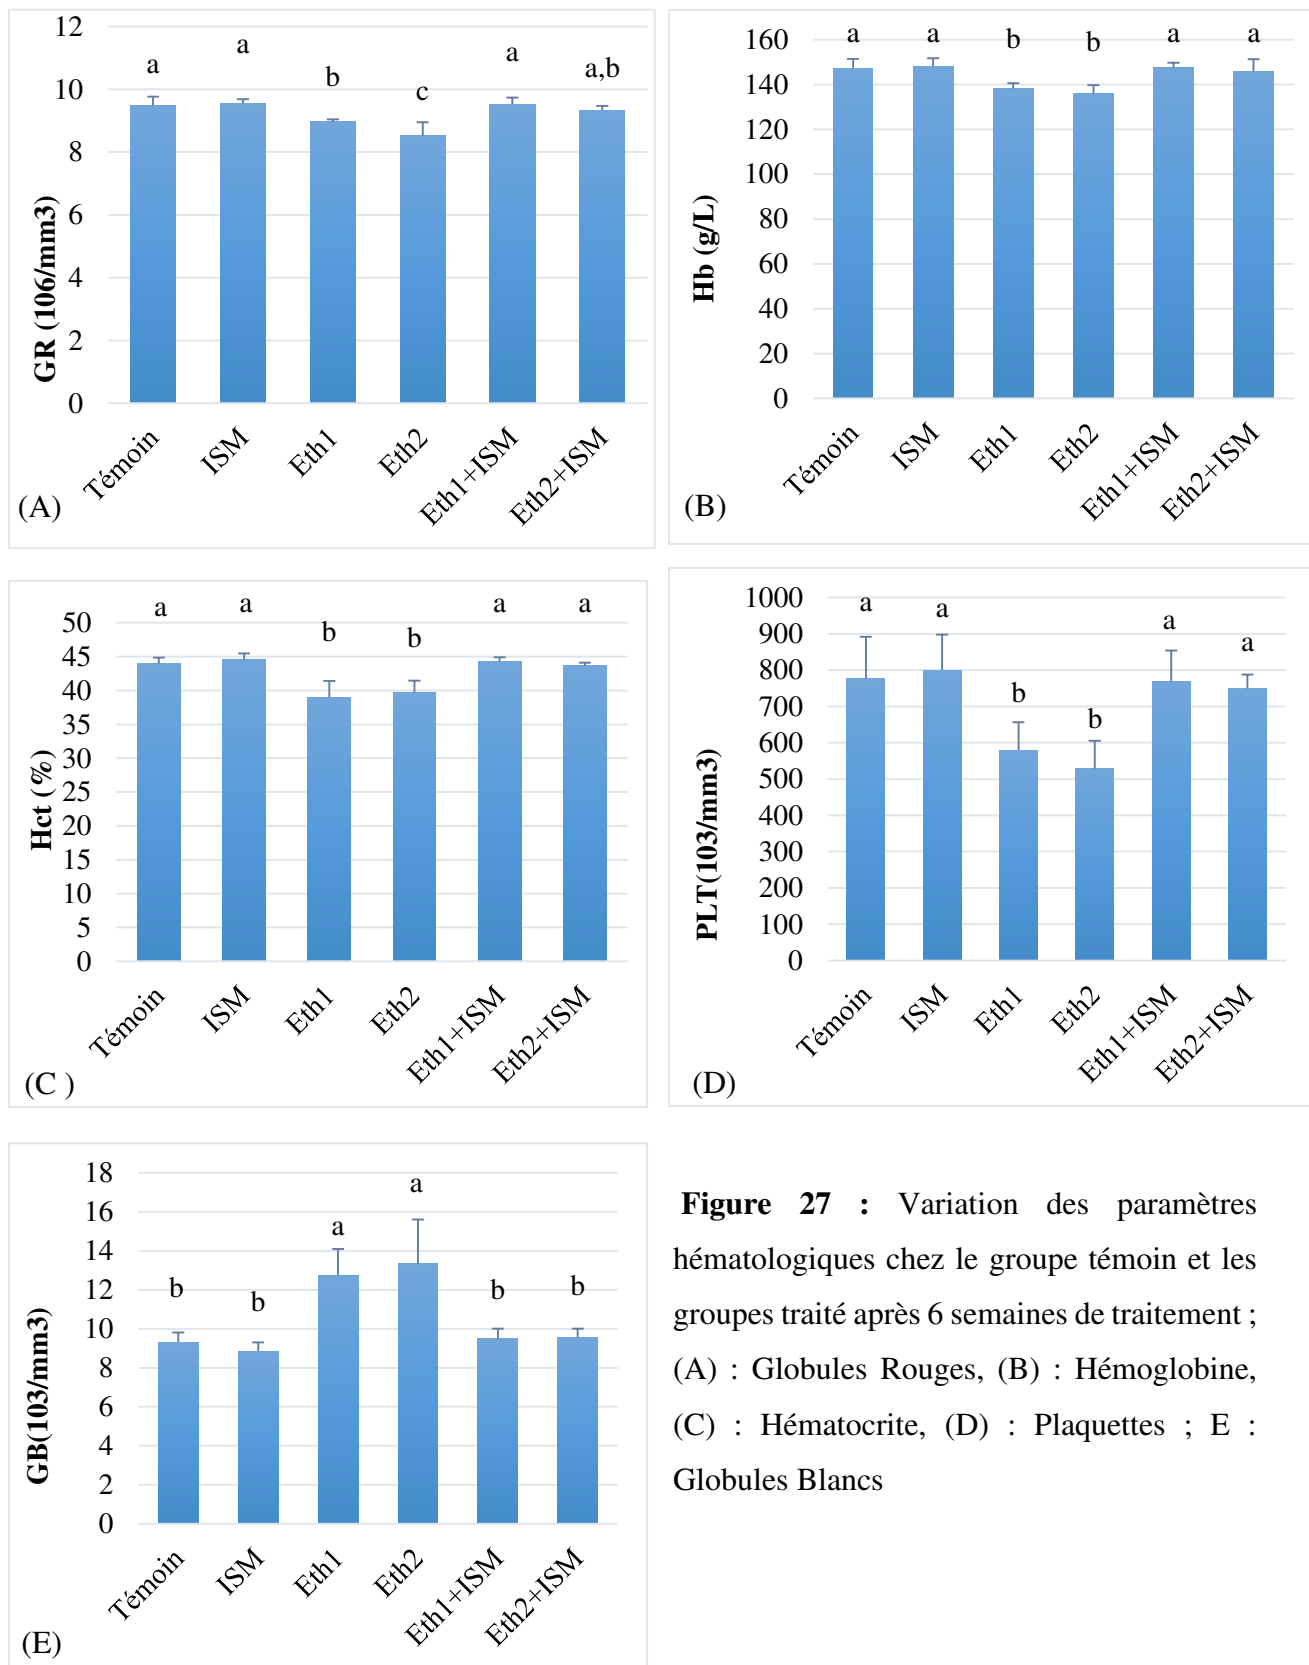 12
10
8
6
4
2
0
GR (106/mm3)
a
a
b
c
a
a,b
Témoin
ISM
Eth1
Eth2
Eth1+ISM
Eth2+ISM
(A)
160
140
120
100
80
60
40
20
0
Hb (g/L)
a
a
b
b
a
a
Témoin
ISM
Eth1
Eth2
Eth1+ISM
Eth2+ISM
(B)
50
45
40
35
30
25
20
15
10
5
0
Hct (%)
a
a
b
b
a
a
Témoin
ISM
Eth1
Eth2
Eth1+ISM
Eth2+ISM
(C )
1000
900
800
700
600
500
400
300
200
100
0
PLT(103/mm3)
a
a
b
b
a
a
Témoin
ISM
Eth1
Eth2
Eth1+ISM
Eth2+ISM
(D)
18
16
14
12
10
8
6
4
2
0
GB(103/mm3)
b
b
a
a
b
b
Témoin
ISM
Eth1
Eth2
Eth1+ISM
Eth2+ISM
(E)
Figure 27 : Variation des paramètres
hématologiques chez le groupe témoin et les
groupes traité après 6 semaines de traitement ;
(A) : Globules Rouges, (B) : Hémoglobine,
(C) : Hématocrite, (D) : Plaquettes ; E :
Globules Blancs